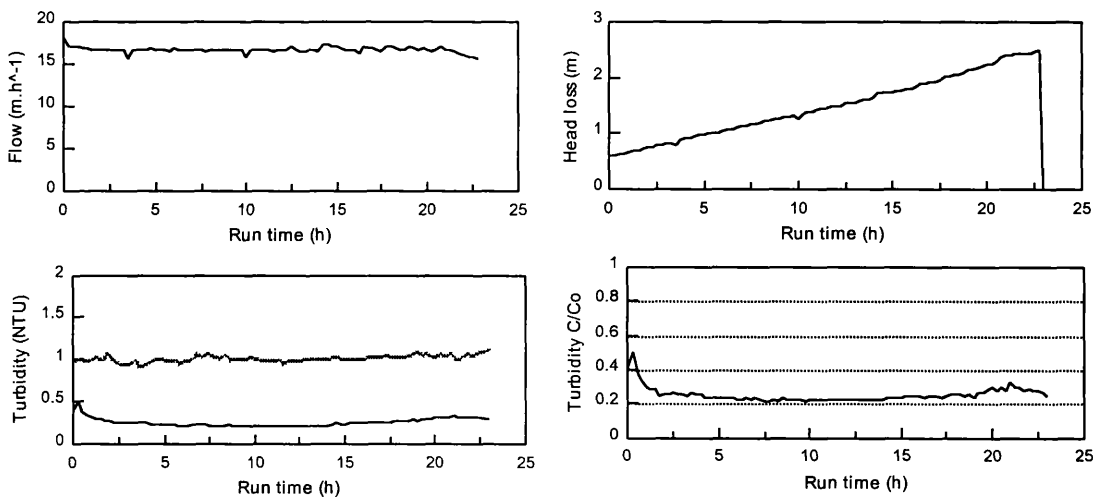 20
15
10
5
0
Flow (m.h^-1)
0 5 10 15 20 25
Run time (h)
3
2
1
0
Head loss (m)
0 5 10 15 20 25
Run time (h)
2
1.5
1
0.5
0
Turbidity (NTU)
0 5 10 15 20 25
Run time (h)
1
0.8
0.6
0.4
0.2
0
Turbidity C/Co
0 5 10 15 20 25
Run time (h)